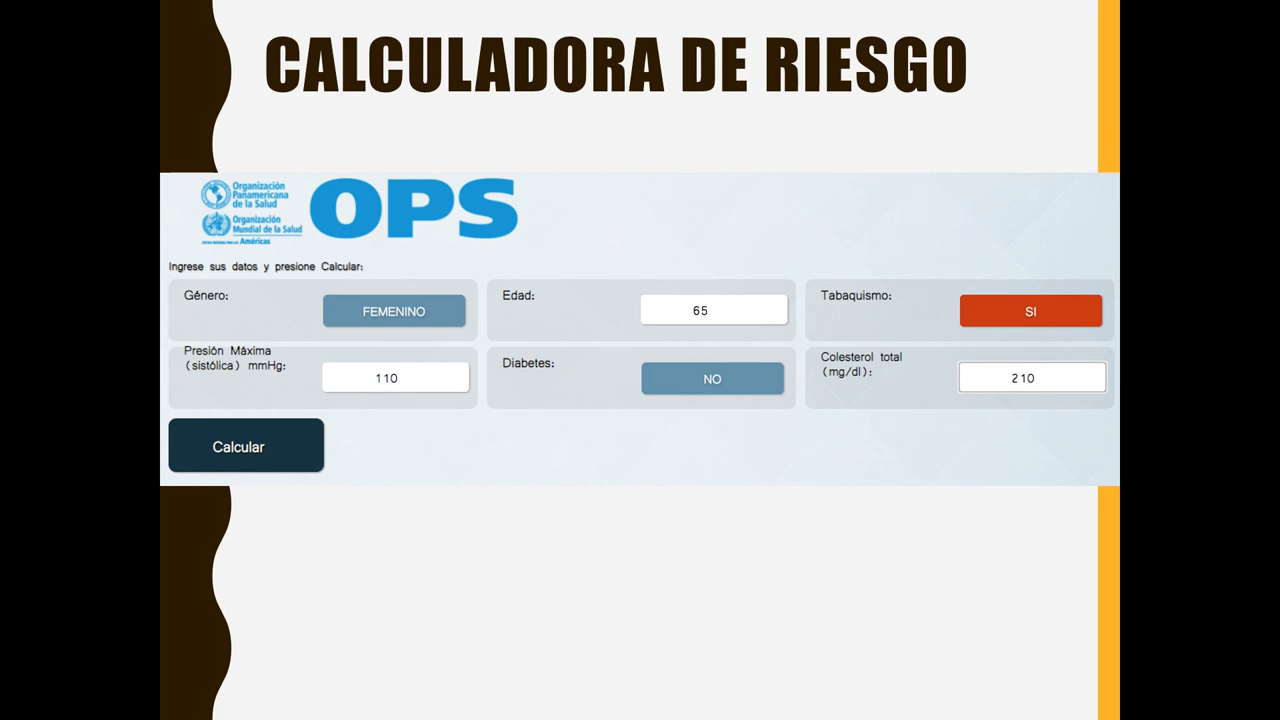 CALCULADORA DE RIESGO
Organización
Panamericana
de la Salud
Organización
Mundial de la Salud
Américas
OPS
Ingrese sus datos y presione Calcular:
Género:
FEMENINO
Edad:
65
Tabaquismo:
SI
Presión Máxima
(sistólica) mmHg:
110
Diabetes:
NO
Colesterol total
(mg/dl):
210
Calcular